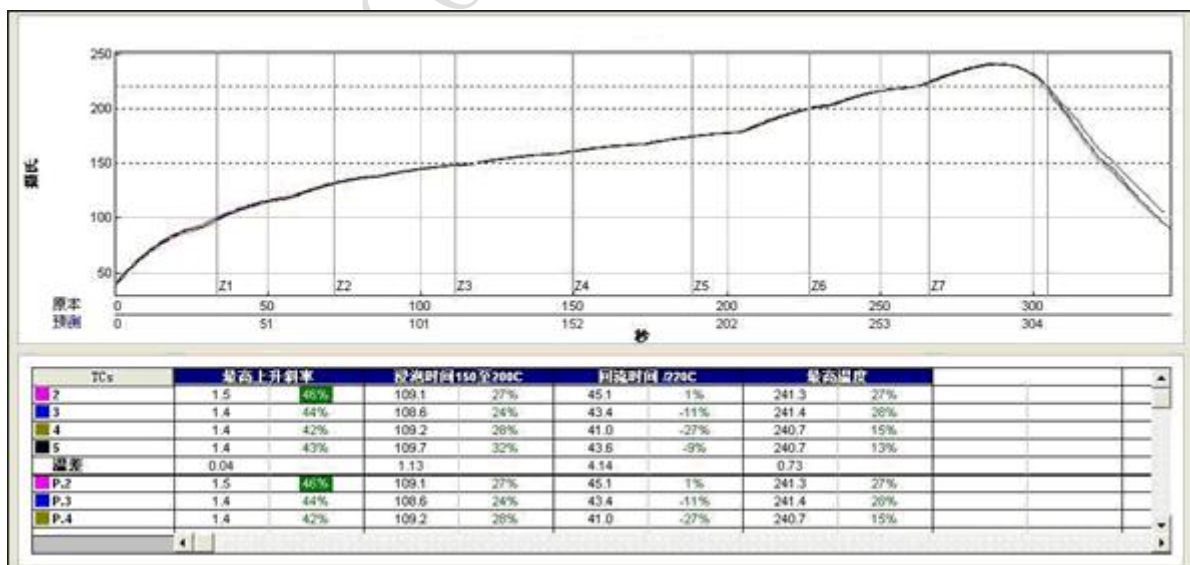 250
200
150
100
50
摄氏
Z1 Z2 Z3 Z4 Z5 Z6 Z7
原本 0 50 100 150 200 250 300
预测 0 51 101 152 202 253 304
秒
TCs 最高上升斜率 浸泡时间150至200C 回流时间 /220C 最高温度
2 1.5 46% 109.1 27% 45.1 1% 241.3 27%
3 1.4 44% 108.6 24% 43.4 -11% 241.4 28%
4 1.4 42% 109.2 28% 41.0 -27% 240.7 15%
5 1.4 43% 109.7 32% 43.6 -9% 240.7 13%
温差 0.04 1.13 4.14 0.73
P.2 1.5 46% 109.1 27% 45.1 1% 241.3 27%
P.3 1.4 44% 108.6 24% 43.4 -11% 241.4 28%
P.4 1.4 42% 109.2 28% 41.0 -27% 240.7 15%